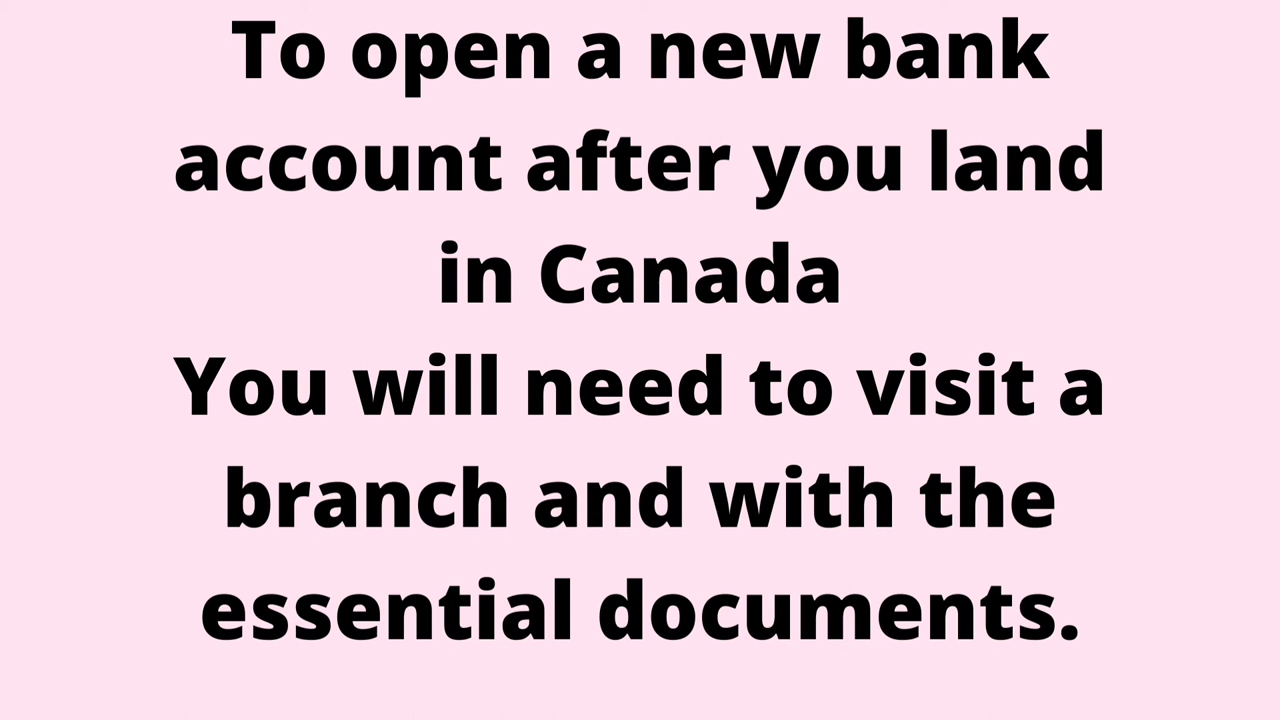 To open a new bank
account after you land
in Canada
You will need to visit a
branch and with the
essential documents.